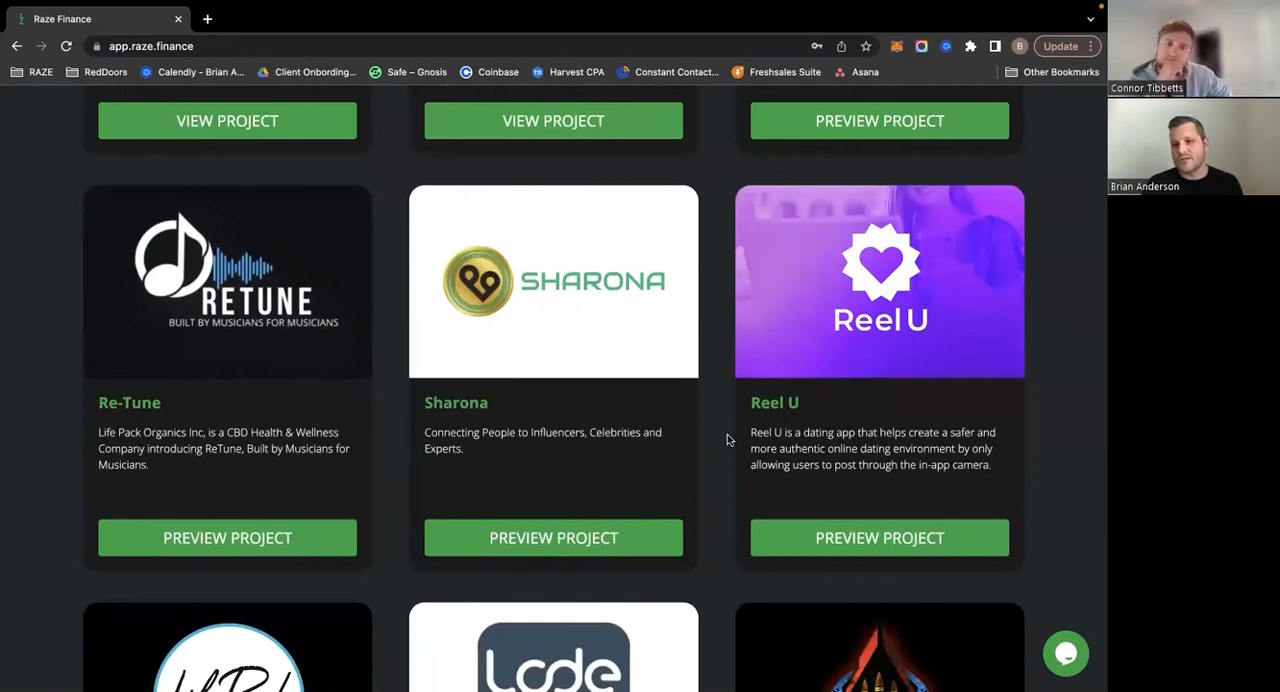 Raze Finance
app.raze.finance
B
Update
RAZE
RedDoors
Calendly - Brian A...
Client Onbording...
Safe – Gnosis
Coinbase
Harvest CPA
Constant Contact...
Freshsales Suite
Asana
Other Bookmarks
Connor Tibbetts
Brian Anderson
VIEW PROJECT
VIEW PROJECT
PREVIEW PROJECT
RETUNE
BUILT BY MUSICIANS FOR MUSICIANS
SHARONA
Reel U
Re-Tune
Life Pack Organics Inc, is a CBD Health & Wellness
Company introducing ReTune, Built by Musicians for
Musicians.
Sharona
Connecting People to Influencers, Celebrities and
Experts.
Reel U
Reel U is a dating app that helps create a safer and
more authentic online dating environment by only
allowing users to post through the in-app camera.
PREVIEW PROJECT
PREVIEW PROJECT
PREVIEW PROJECT
Lode